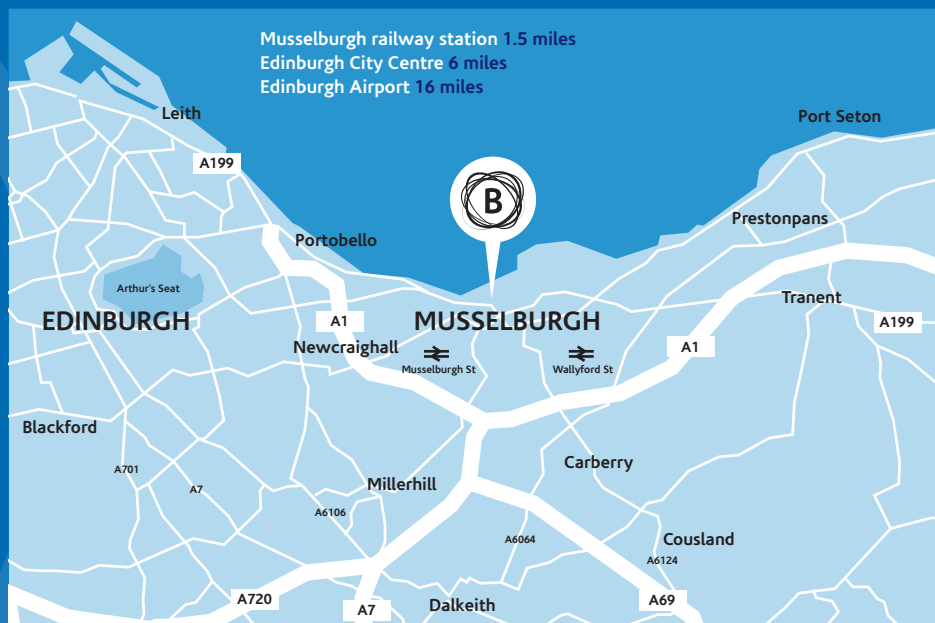 Musselburgh railway station 1.5 miles
Edinburgh City Centre 6 miles
Edinburgh Airport 16 miles
Leith
Port Seton
A199
B
Prestonpans
Portobello
Arthur's Seat
Tranent
EDINBURGH
A1
MUSSELBURGH
A199
Newcraighall
A1
Musselburgh St
Wallyford St
Blackford
A701
Carberry
A7
Millerhill
A6106
A6064
Cousland
A6124
A720
A7
Dalkeith
A69